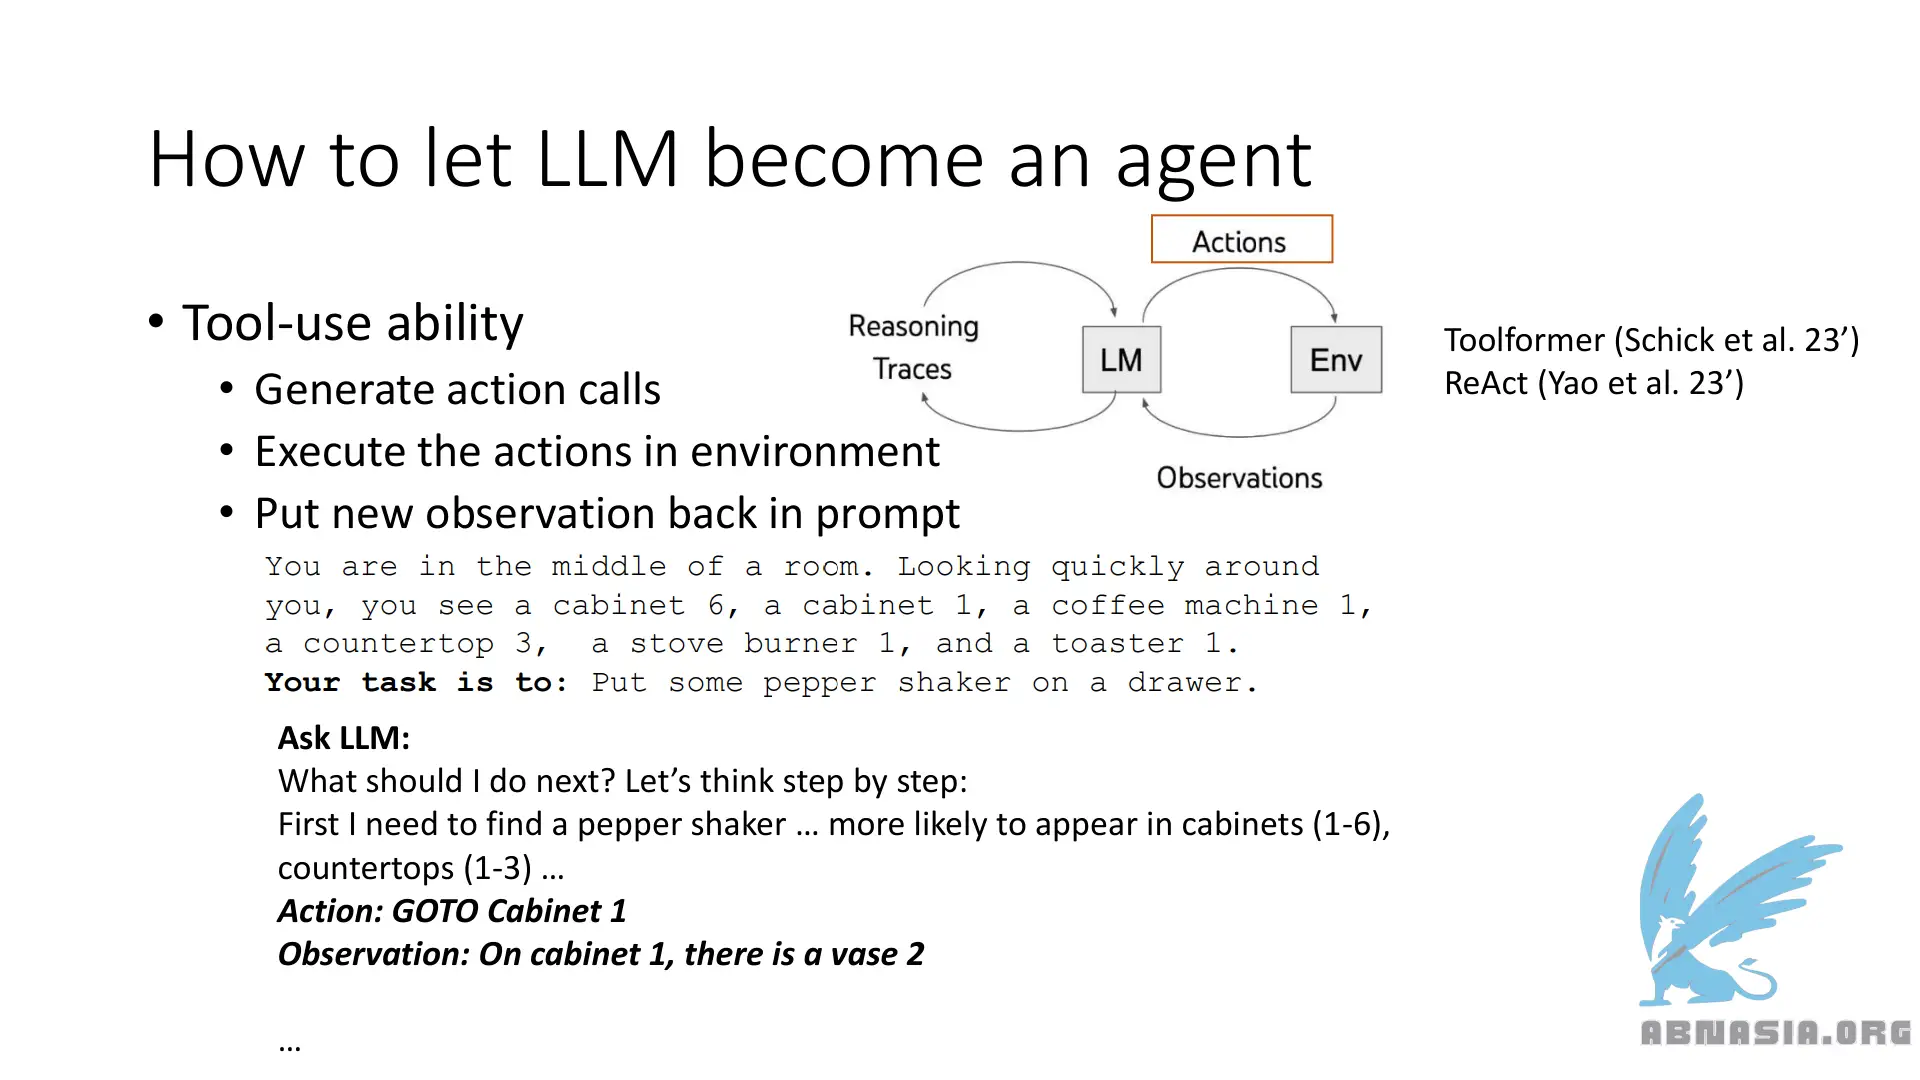 How to let LLM become an agent
• Tool-use ability
• Generate action calls
• Execute the actions in environment
• Put new observation back in prompt
Actions
Reasoning
Traces
LM
Env
Observations
Toolformer (Schick et al. 23’)
ReAct (Yao et al. 23’)
You are in the middle of a room. Looking quickly around
you, you see a cabinet 6, a cabinet 1, a coffee machine 1,
a countertop 3,  a stove burner 1, and a toaster 1.
Your task is to: Put some pepper shaker on a drawer.
Ask LLM:
What should I do next? Let’s think step by step:
First I need to find a pepper shaker … more likely to appear in cabinets (1-6),
countertops (1-3) …
Action: GOTO Cabinet 1
Observation: On cabinet 1, there is a vase 2
…
ABNASIA.ORG